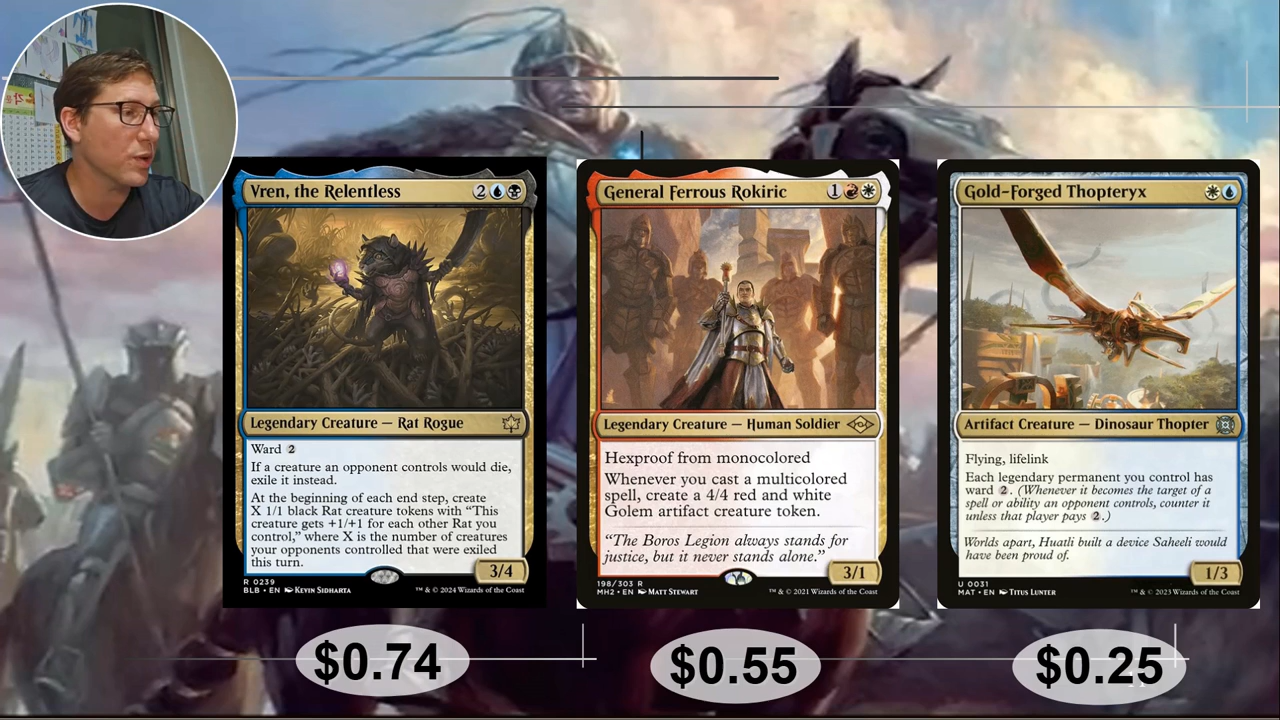 Vren, the Relentless 2
Legendary Creature — Rat Rogue
Ward 2
If a creature an opponent controls would die,
exile it instead.
At the beginning of each end step, create
X 1/1 black Rat creature tokens with “This
creature gets +1/+1 for each other Rat you
control,” where X is the number of creatures
your opponents controlled that were exiled
this turn.
3/4
R 0239
BLB • EN Kevin Sidharta ™ & © 2024 Wizards of the Coast
$0.74
General Ferrous Rokiric 1
Legendary Creature — Human Soldier
Hexproof from monocolored
Whenever you cast a multicolored
spell, create a 4/4 red and white
Golem artifact creature token.
“The Boros Legion always stands for
justice, but it never stands alone.”
3/1
198/303 R
MH2 • EN Matt Stewart ™ & © 2021 Wizards of the Coast
$0.55
Gold-Forged Thopteryx
Artifact Creature — Dinosaur Thopter
Flying, lifelink
Each legendary permanent you control has
ward 2. (Whenever it becomes the target of a
spell or ability an opponent controls, counter it
unless that player pays 2.)
Worlds apart, Huatli built a device Saheeli would
have been proud of.
1/3
U 0031
MAT • EN Titus Lunter ™ & © 2023 Wizards of the Coast
$0.25